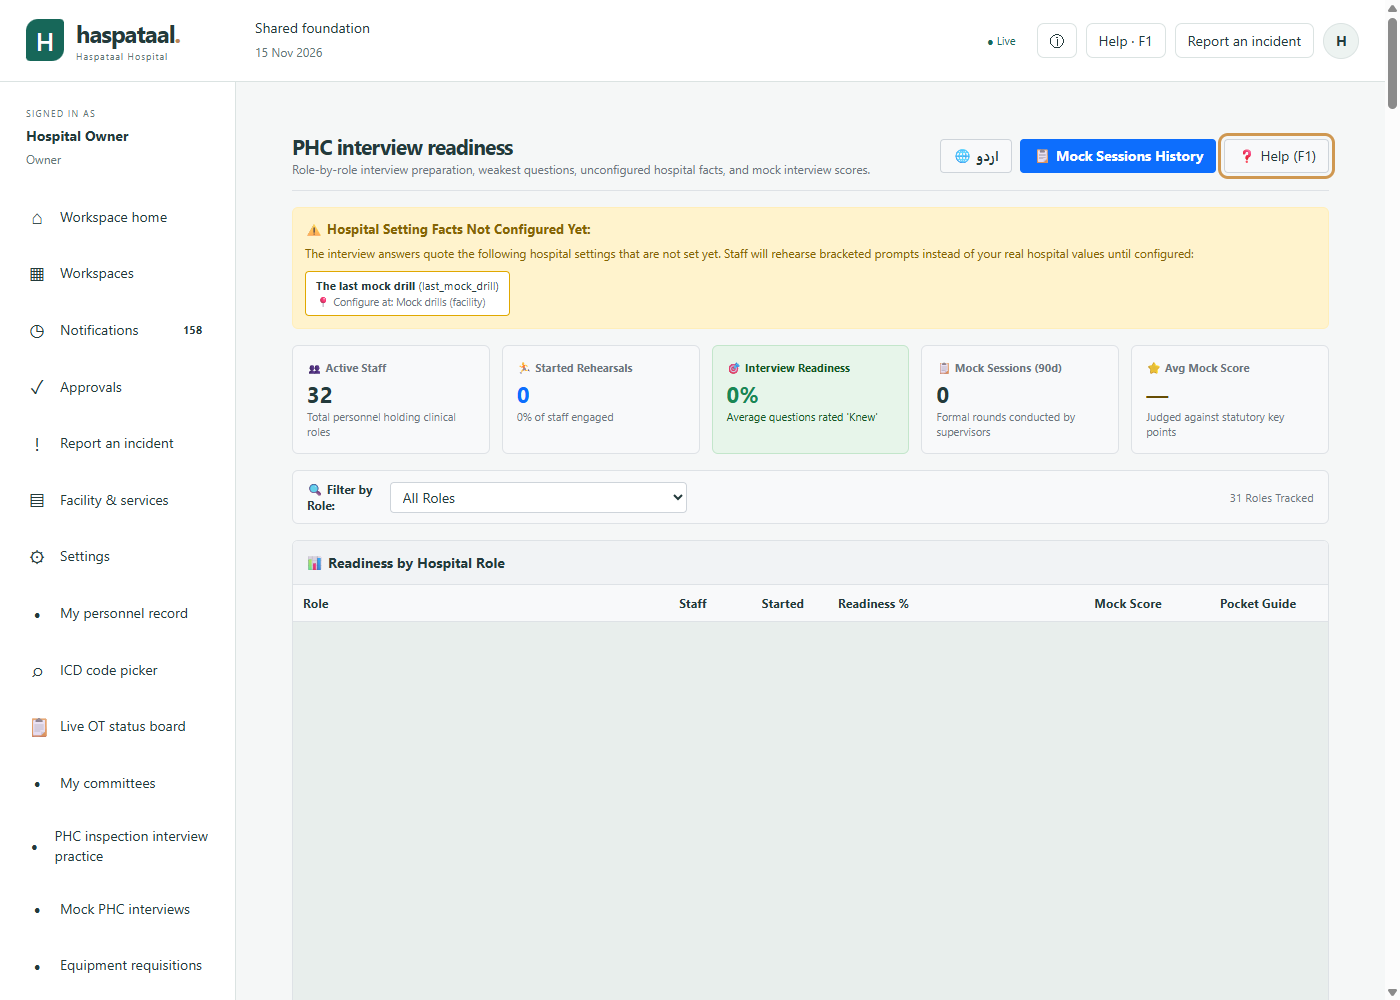 H
haspataal.
Haspataal Hospital
Shared foundation
15 Nov 2026
● Live
Help · F1
Report an incident
H
SIGNED IN AS
Hospital Owner
Owner
Workspace home
Workspaces
Notifications 158
Approvals
Report an incident
Facility & services
Settings
My personnel record
ICD code picker
Live OT status board
My committees
PHC inspection interview
practice
Mock PHC interviews
Equipment requisitions
PHC interview readiness
Role-by-role interview preparation, weakest questions, unconfigured hospital facts, and mock interview scores.
اردو
Mock Sessions History
Help (F1)
Hospital Setting Facts Not Configured Yet:
The interview answers quote the following hospital settings that are not set yet. Staff will rehearse bracketed prompts instead of your real hospital values until configured:
The last mock drill (last_mock_drill)
Configure at: Mock drills (facility)
Active Staff
32
Total personnel holding clinical
roles
Started Rehearsals
0
0% of staff engaged
Interview Readiness
0%
Average questions rated 'Knew'
Mock Sessions (90d)
0
Formal rounds conducted by
supervisors
Avg Mock Score
—
Judged against statutory key
points
Filter by
Role:
All Roles
31 Roles Tracked
Readiness by Hospital Role
Role Staff Started Readiness % Mock Score Pocket Guide